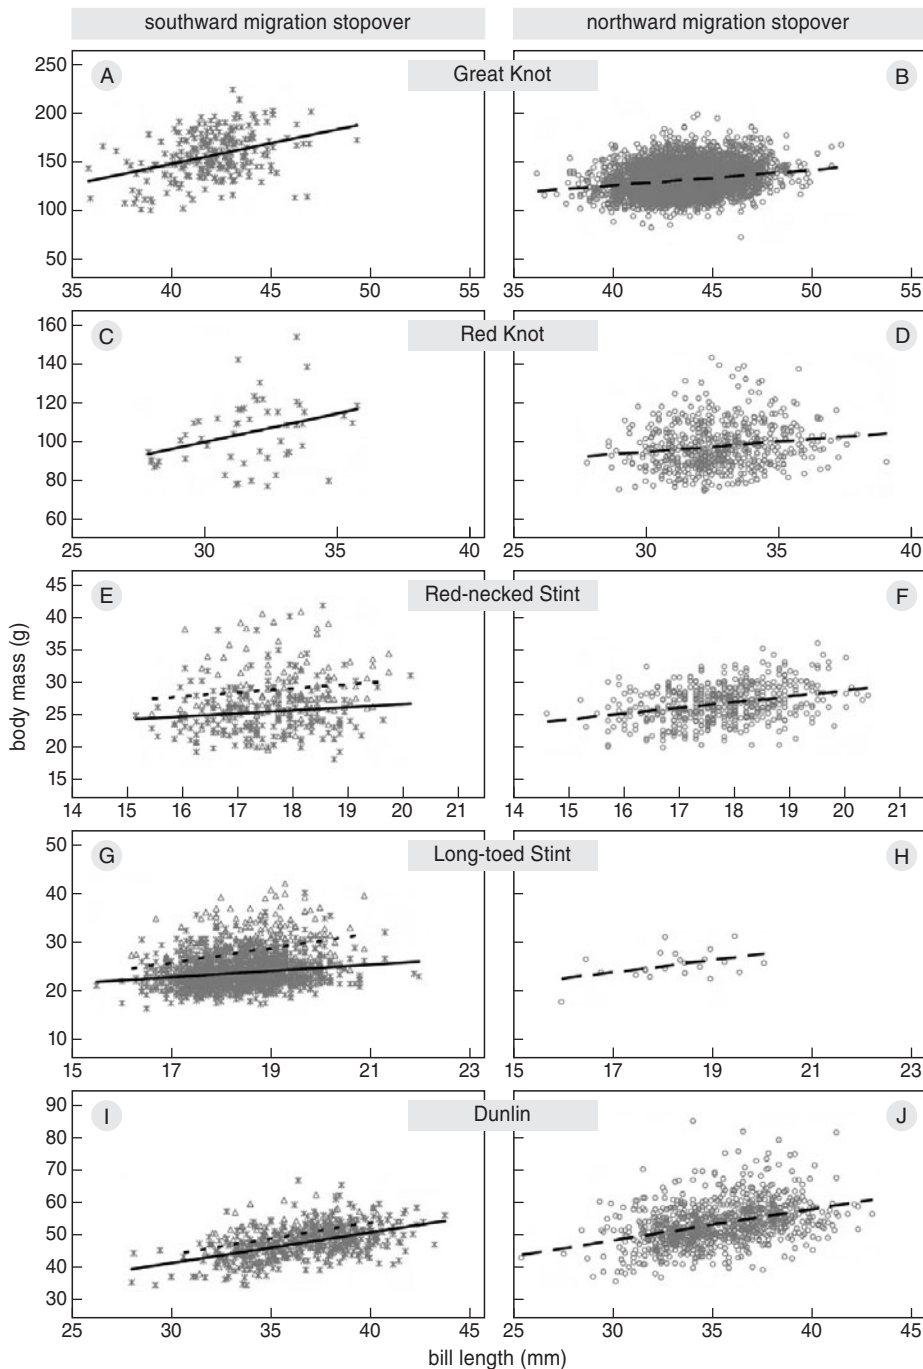 southward migration stopover northward migration stopover
A Great Knot B
250
200
150
100
50
35 40 45 50 55 35 40 45 50 55
C Red Knot D
160
140
120
100
80
60
25 30 35 40 25 30 35 40
E Red-necked Stint F
45
40
35
30
25
20
15
14 15 16 17 18 19 20 21 14 15 16 17 18 19 20 21
body mass (g)
G Long-toed Stint H
50
40
30
20
10
15 17 19 21 23 15 17 19 21 23
I Dunlin J
90
80
70
60
50
40
30
25 30 35 40 45 25 30 35 40 45
bill length (mm)